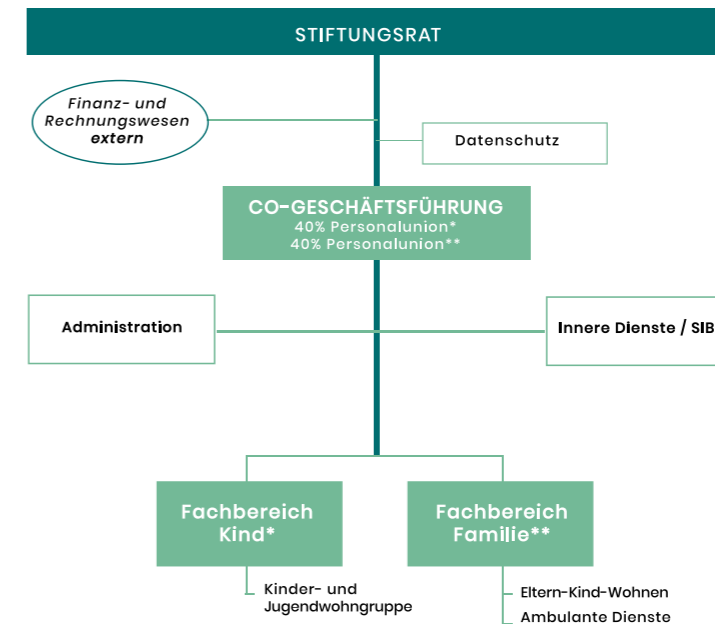 STIFTUNGSRAT
Finanz- und
Rechnungswesen
extern
Datenschutz
CO-GESCHÄFTSFÜHRUNG
40% Personalunion*
40% Personalunion**
Administration
Innere Dienste / SIB
Fachbereich
Kind*
Fachbereich
Familie**
Kinder- und
Jugendwohngruppe
Eltern-Kind-Wohnen
Ambulante Dienste